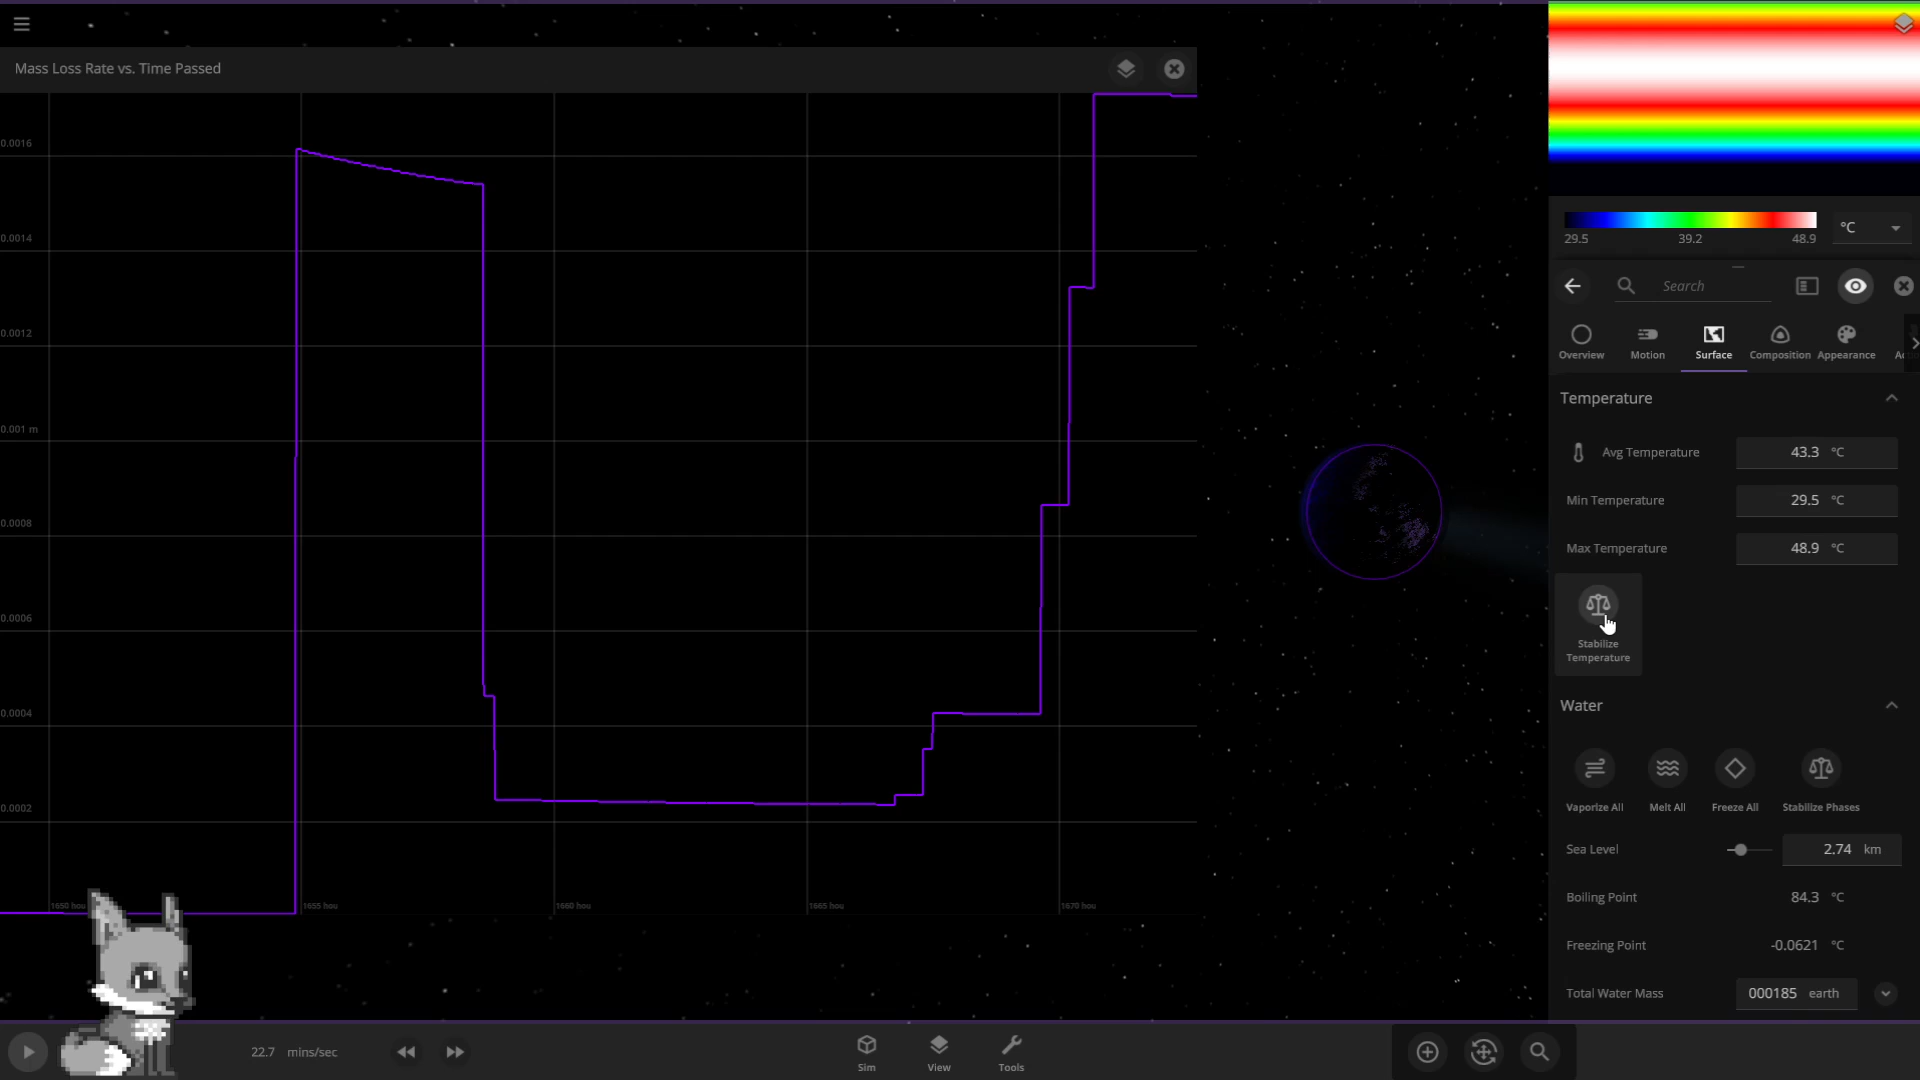 Mass Loss Rate vs. Time Passed
0.0016
0.0014
0.0012
0.001 m
0.0008
0.0006
0.0004
0.0002
1650 hou
1655 hou
1660 hou
1665 hou
1670 hou
29.5
39.2
48.9
°C
Search
Overview
Motion
Surface
Composition
Appearance
Temperature
Avg Temperature
43.3 °C
Min Temperature
29.5 °C
Max Temperature
48.9 °C
Stabilize
Temperature
Water
Vaporize All
Melt All
Freeze All
Stabilize Phases
Sea Level
2.74 km
Boiling Point
84.3 °C
Freezing Point
-0.0621 °C
Total Water Mass
000185 earth
22.7 mins/sec
Sim
View
Tools